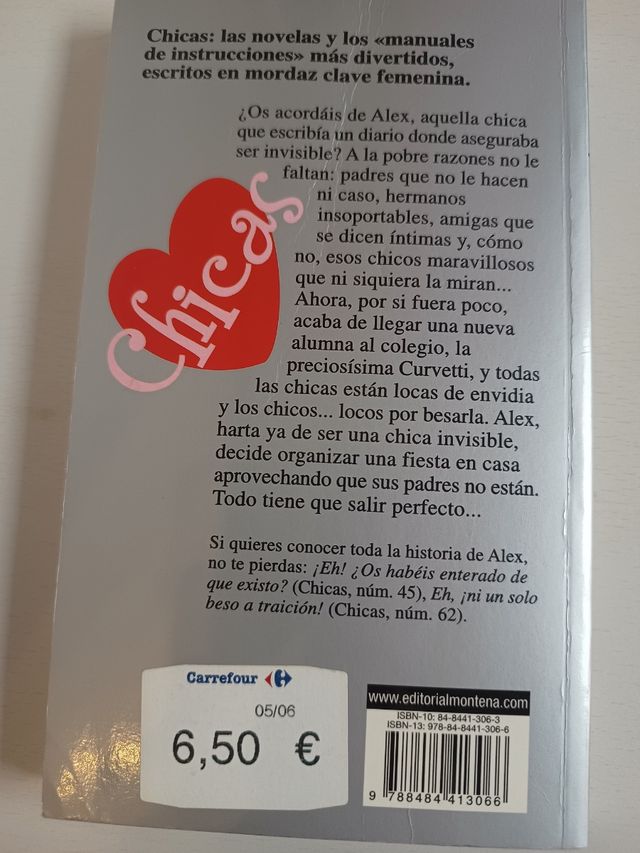 Chicas: las novelas y los «manuales
de instrucciones» más divertidos,
escritos en mordaz clave femenina.
¿Os acordáis de Alex, aquella chica
que escribía un diario donde aseguraba
ser invisible? A la pobre razones no le
faltan: padres que no le hacen
ni caso, hermanos
insoportables, amigas que
se dicen íntimas y, cómo
no, esos chicos maravillosos
que ni siquiera la miran...
Ahora, por si fuera poco,
acaba de llegar una nueva
alumna al colegio, la
preciosísima Curvetti, y todas
las chicas están locas de envidia
y los chicos... locos por besarla. Alex,
harta ya de ser una chica invisible,
decide organizar una fiesta en casa
aprovechando que sus padres no están.
Todo tiene que salir perfecto...
Chicas
Si quieres conocer toda la historia de Alex,
no te pierdas: ¡Eh! ¿Os habéis enterado de
que existo? (Chicas, núm. 45), Eh, ¡ni un solo
beso a traición! (Chicas, núm. 62).
Carrefour
05/06
6,50 €
www.editorialmontena.com
ISBN-10: 84-8441-306-3
ISBN-13: 978-84-8441-306-6
9 788484 413066